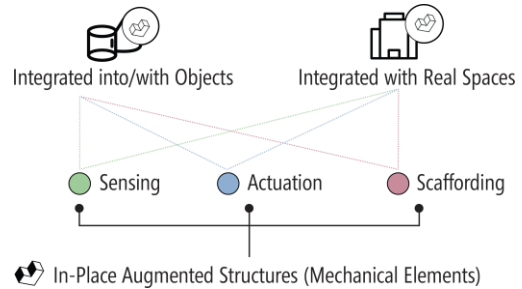 Integrated into/with Objects
Integrated with Real Spaces
Sensing
Actuation
Scaffording
In-Place Augmented Structures (Mechanical Elements)